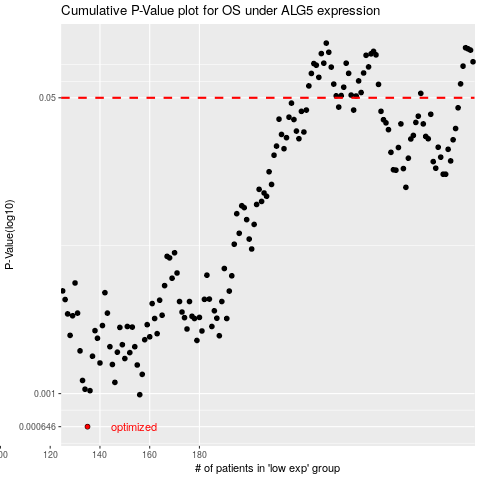 Cumulative P-Value plot for OS under ALG5 expression
P-Value(log10)
0.05
0.001
0.000646
optimized
00
120
140
160
180
# of patients in 'low exp' group